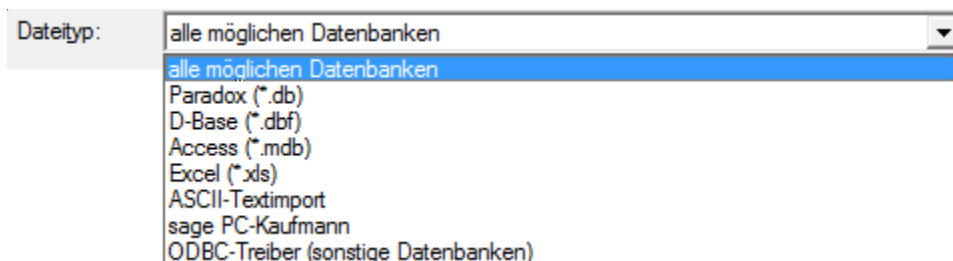 Dateityp: alle möglichen Datenbanken
alle möglichen Datenbanken
Paradox (*.db)
D-Base (*.dbf)
Access (*.mdb)
Excel (*.xls)
ASCII-Textimport
sage PC-Kaufmann
ODBC-Treiber (sonstige Datenbanken)